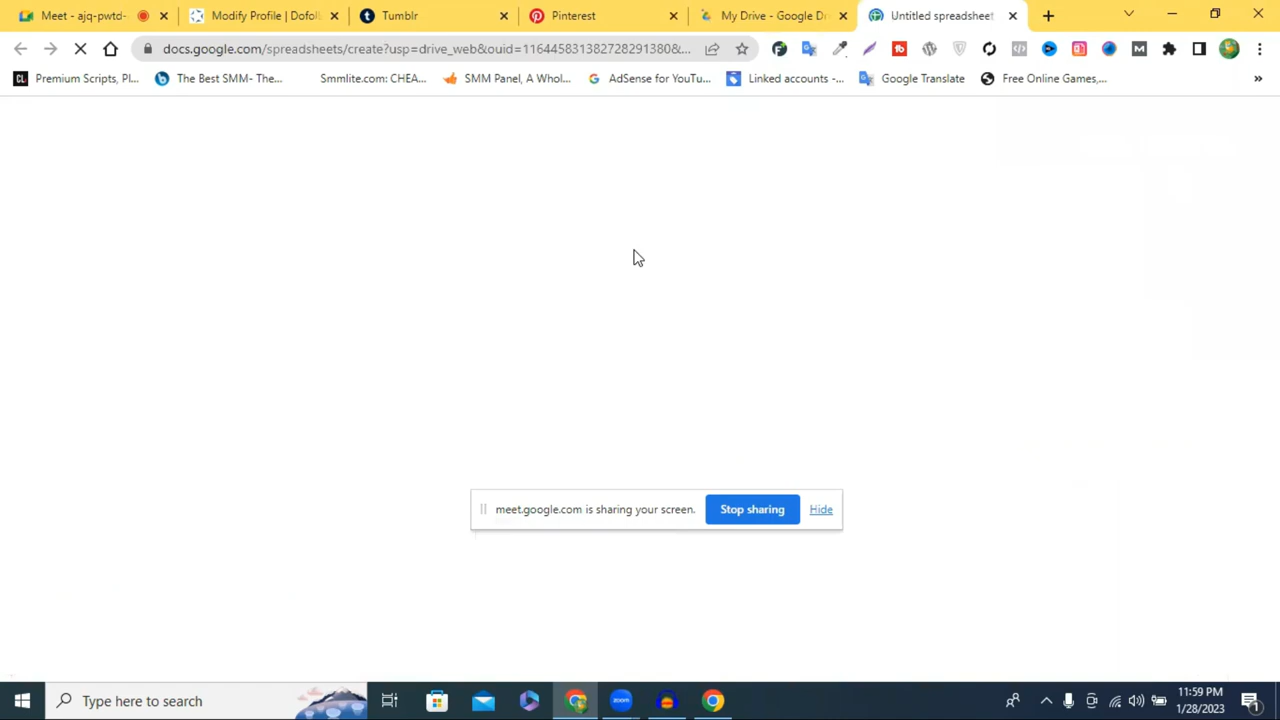 Meet - ajq-pwtd-
Modify Profile | Dofoll
Tumblr
Pinterest
My Drive - Google Dr
Untitled spreadsheet
docs.google.com/spreadsheets/create?usp=drive_web&ouid=116445831382728291380&...
Premium Scripts, Pl...
The Best SMM- The...
Smmlite.com: CHEA...
SMM Panel, A Whol...
AdSense for YouTu...
Linked accounts -...
Google Translate
Free Online Games,...
»
meet.google.com is sharing your screen.
Stop sharing
Hide
Type here to search
zoom
11:59 PM
1/28/2023
1